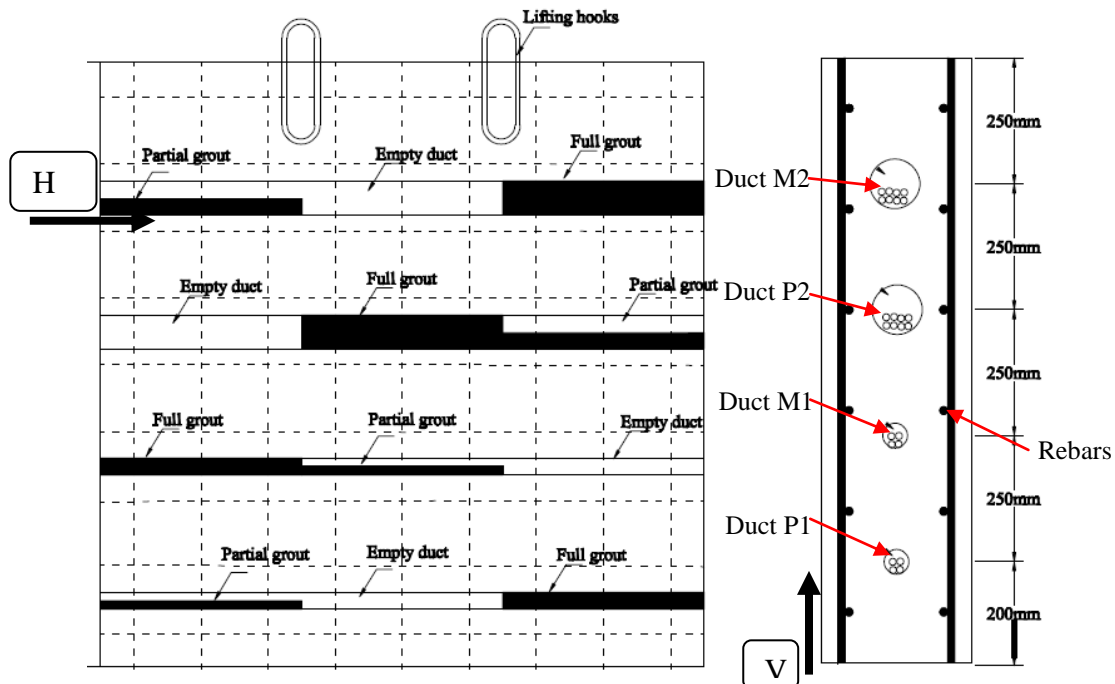 Lifting hooks
Partial grout
Empty duct
Full grout
H
Empty duct
Full grout
Partial grout
Full grout
Partial grout
Empty duct
Partial grout
Empty duct
Full grout
250mm
Duct M2
250mm
Duct P2
250mm
Duct M1
Rebars
250mm
Duct P1
200mm
V